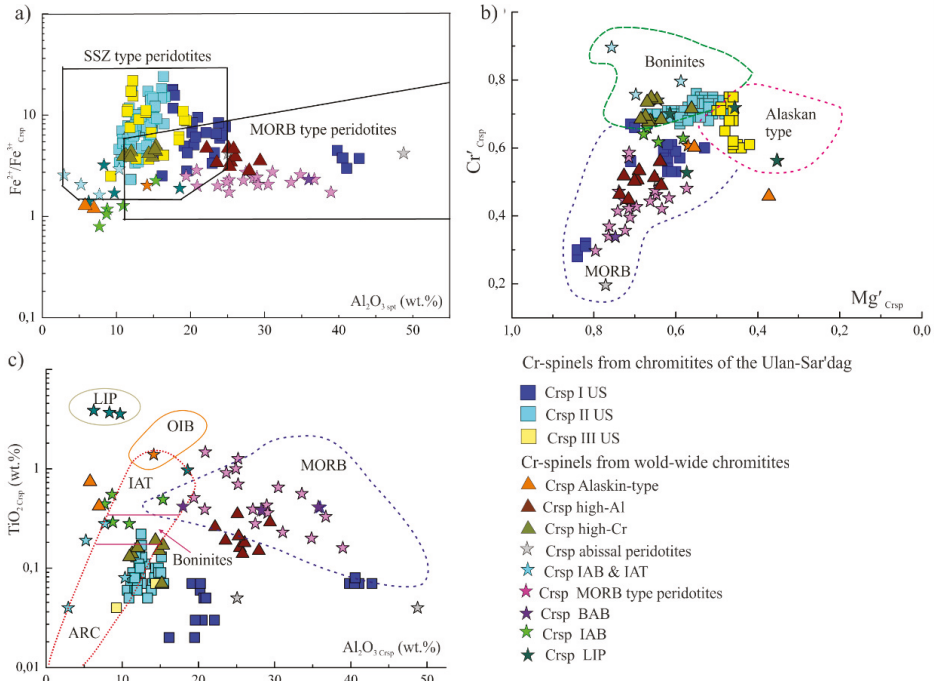 a)
SSZ type peridotites
MORB type peridotites
Fe²⁺/Fe³⁺ Crsp
10
1
0,1
0 10 20 30 40 50
Al₂O₃ spt (wt.%)
b)
Boninites
Alaskan
type
MORB
Cr′ Crsp
1,0
0,8
0,6
0,4
0,2
Mg′ Crsp
1,0 0,8 0,6 0,4 0,2 0,0
c)
LIP
OIB
IAT
MORB
Boninites
ARC
TiO₂ Crsp (wt.%)
1
0,1
0,01
Al₂O₃ Crsp (wt.%)
0 10 20 30 40 50
Cr-spinels from chromitites of the Ulan-Sar'dag
Crsp I US
Crsp II US
Crsp III US
Cr-spinels from wold-wide chromitites
Crsp Alaskin-type
Crsp high-Al
Crsp high-Cr
Crsp abissal peridotites
Crsp IAB & IAT
Crsp MORB type peridotites
Crsp BAB
Crsp IAB
Crsp LIP